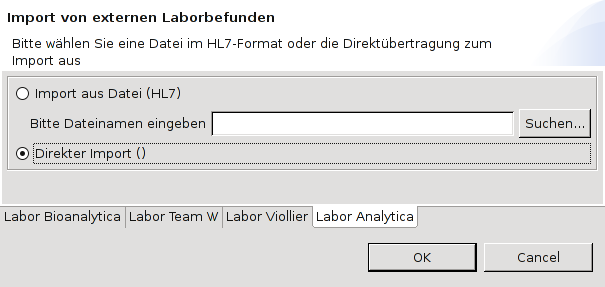 Import von externen Laborbefunden
Bitte wählen Sie eine Datei im HL7-Format oder die Direktübertragung zum
Import aus
Import aus Datei (HL7)
Bitte Dateinamen eingeben Suchen...
Direkter Import ()
Labor Bioanalytica Labor Team W Labor Viollier Labor Analytica
OK Cancel